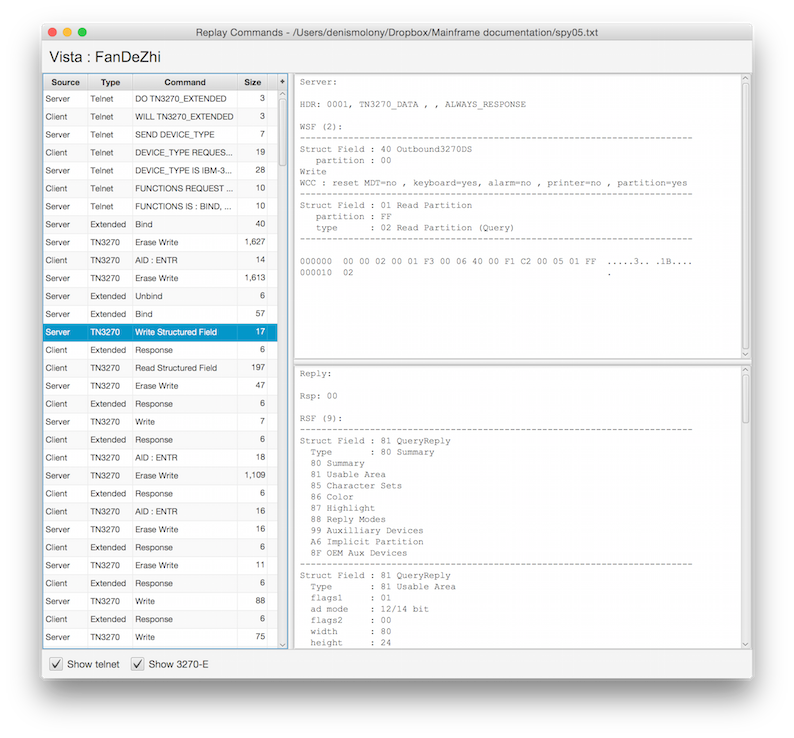 Replay Commands - /Users/denismolony/Dropbox/Mainframe documentation/spy05.txt
Vista : FanDeZhi
Source Type Command Size +
Server Telnet DO TN3270_EXTENDED 3
Client Telnet WILL TN3270_EXTENDED 3
Server Telnet SEND DEVICE_TYPE 7
Client Telnet DEVICE_TYPE REQUES... 19
Server Telnet DEVICE_TYPE IS IBM-3... 28
Client Telnet FUNCTIONS REQUEST ... 10
Server Telnet FUNCTIONS IS : BIND, ... 10
Server Extended Bind 40
Server TN3270 Erase Write 1,627
Client TN3270 AID : ENTR 14
Server TN3270 Erase Write 1,613
Server Extended Unbind 6
Server Extended Bind 57
Server TN3270 Write Structured Field 17
Client Extended Response 6
Client TN3270 Read Structured Field 197
Server TN3270 Erase Write 47
Client Extended Response 6
Server TN3270 Write 7
Client Extended Response 6
Client TN3270 AID : ENTR 18
Server TN3270 Erase Write 1,109
Client Extended Response 6
Client TN3270 AID : ENTR 16
Server TN3270 Erase Write 16
Client Extended Response 6
Server TN3270 Erase Write 11
Client Extended Response 6
Server TN3270 Write 88
Client Extended Response 6
Server TN3270 Write 75
Server:
HDR: 0001, TN3270_DATA , , ALWAYS_RESPONSE
WSF (2):
Struct Field : 40 Outbound3270DS
partition : 00
Write
WCC : reset MDT=no , keyboard=yes, alarm=no , printer=no , partition=yes
Struct Field : 01 Read Partition
partition : FF
type : 02 Read Partition (Query)
000000 00 00 02 00 01 F3 00 06 40 00 F1 C2 00 05 01 FF .....3.. .1B....
000010 02 .
Reply:
Rsp: 00
RSF (9):
Struct Field : 81 QueryReply
Type : 80 Summary
80 Summary
81 Usable Area
85 Character Sets
86 Color
87 Highlight
88 Reply Modes
99 Auxilliary Devices
A6 Implicit Partition
8F OEM Aux Devices
Struct Field : 81 QueryReply
Type : 81 Usable Area
flags1 : 01
ad mode : 12/14 bit
flags2 : 00
width : 80
height : 24
Show telnet Show 3270-E